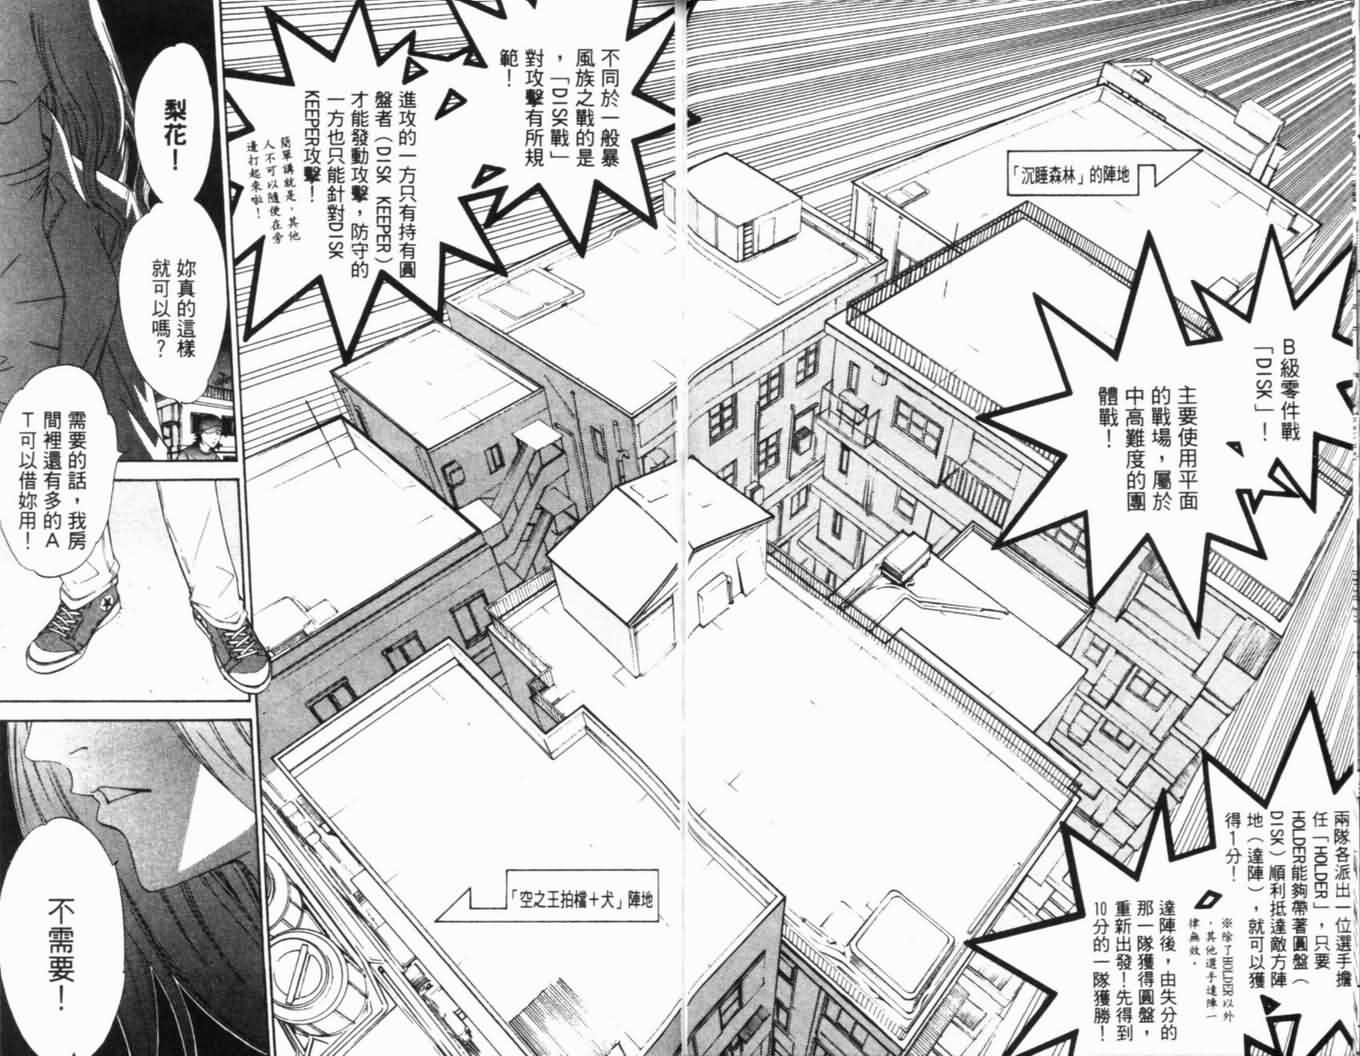 B級零件戰
「DISK」！
主要使用平面
的戰場，屬於
中高難度的團
體戰！
「沉睡森林」的陣地
兩隊各派出一位選手擔
任「HOLDER」，只要
HOLDER能夠帶著圓盤（
DISK）順利抵達敵方陣
地（達陣），就可以獲
得1分！
※除了HOLDER以外
，其他選手達陣一
律無效。
達陣後，由失分的
那一隊獲得圓盤，
重新出發！先得到
10分的一隊獲勝！
不同於一般暴
風族之戰的是
，「DISK戰」
對攻擊有所規
範！
進攻的一方只有持有圓
盤者（DISK KEEPER）
才能發動攻擊，防守的
一方也只能針對DISK
KEEPER攻擊！
簡單講就是，其他
人不可以隨便在旁
邊打起來啦！
「空之王拍檔＋犬」陣地
梨花！
妳真的這樣
就可以嗎？
需要的話，我房
間裡還有多的A
T可以借妳用！
不需要！